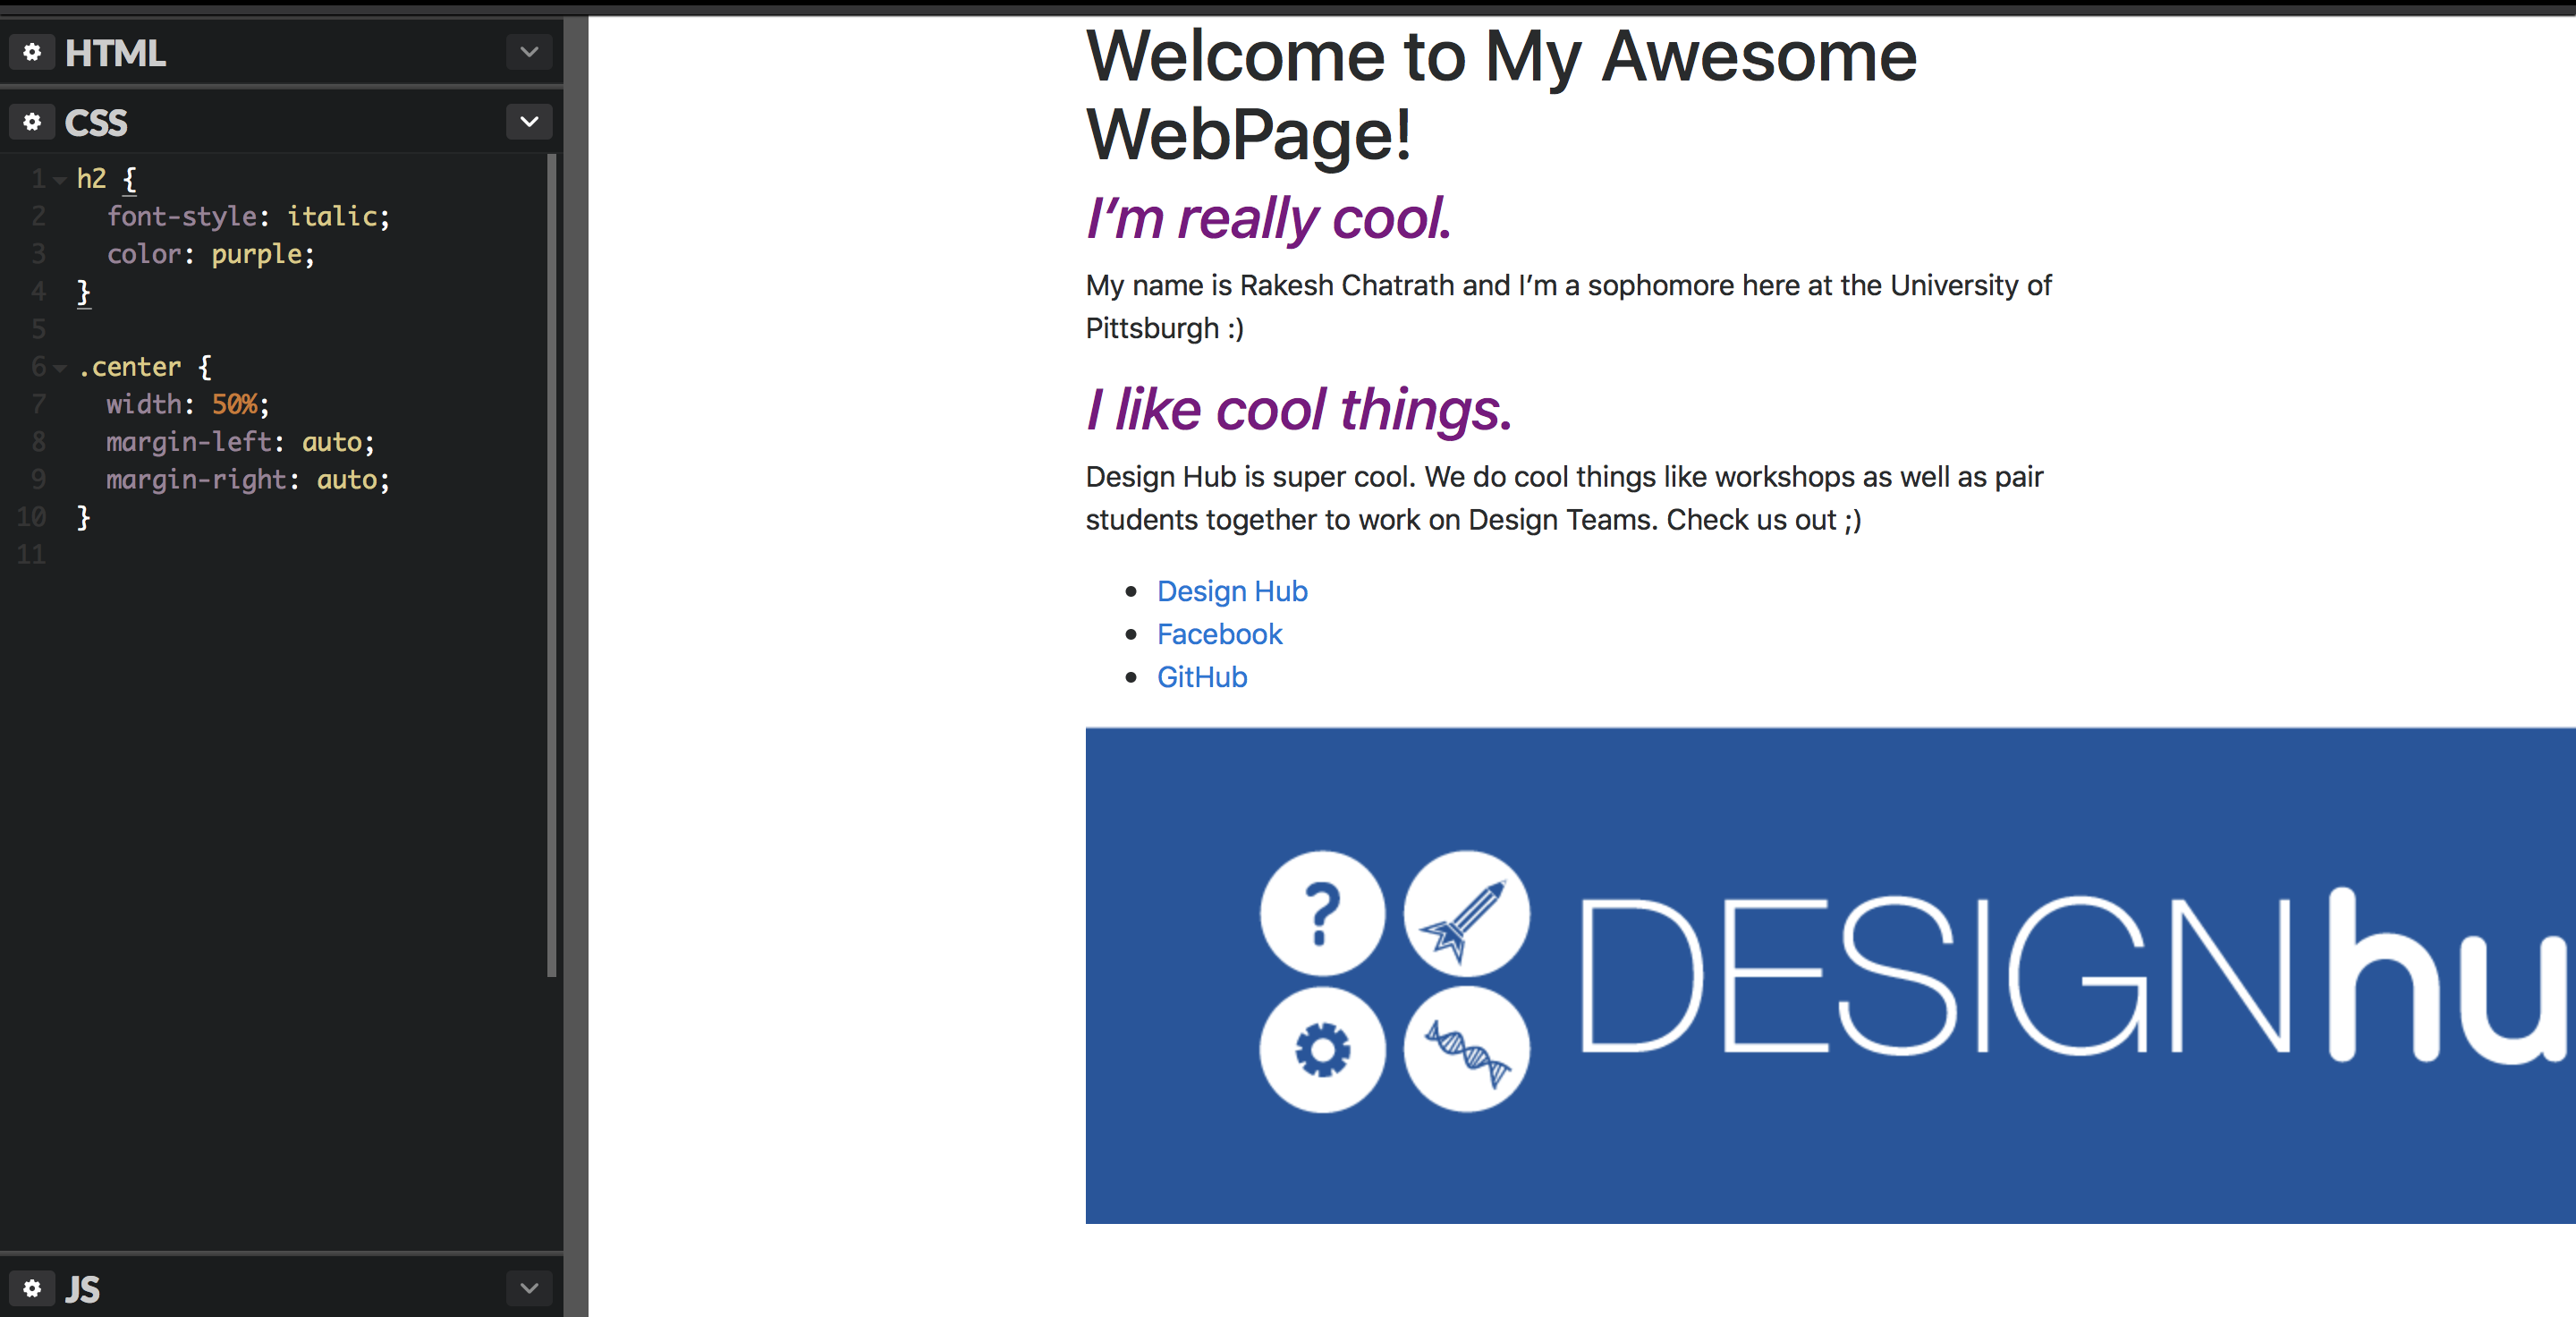 HTML
CSS
1 h2 {
2 font-style: italic;
3 color: purple;
4 }
5
6 .center {
7 width: 50%;
8 margin-left: auto;
9 margin-right: auto;
10 }
11
JS
Welcome to My Awesome
WebPage!
I’m really cool.
My name is Rakesh Chatrath and I’m a sophomore here at the University of
Pittsburgh :)
I like cool things.
Design Hub is super cool. We do cool things like workshops as well as pair
students together to work on Design Teams. Check us out ;)
• Design Hub
• Facebook
• GitHub
?
DESIGNhu